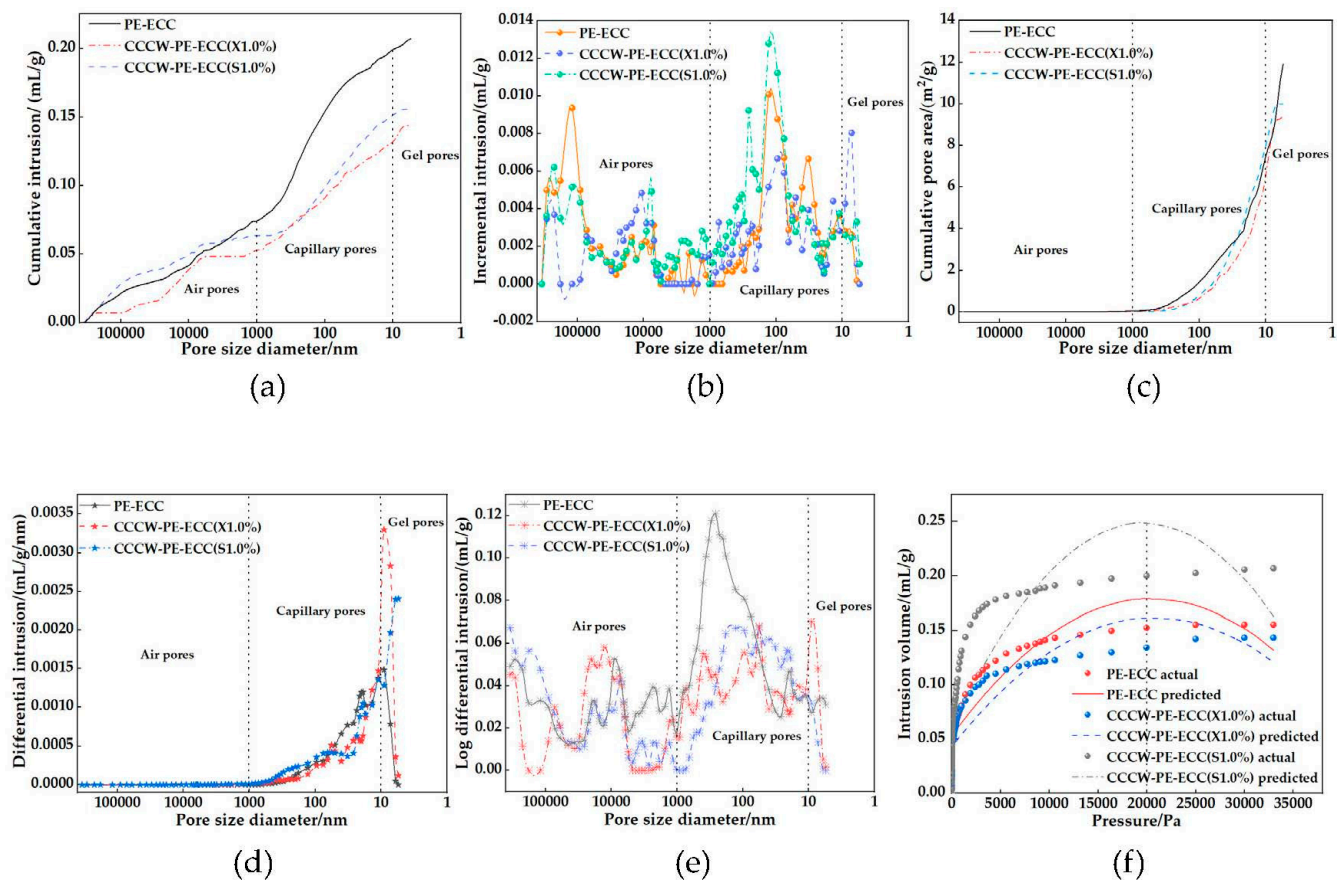 PE-ECC
CCCW-PE-ECC(X1.0%)
CCCW-PE-ECC(S1.0%)
Gel pores
Capillary pores
Air pores
0.20
0.15
0.10
0.05
0.00
Cumulative intrusion/ (mL/g)
100000 10000 1000 100 10 1
Pore size diameter/nm
(a)
PE-ECC
CCCW-PE-ECC(X1.0%)
CCCW-PE-ECC(S1.0%)
Gel pores
Air pores
Capillary pores
0.014
0.012
0.010
0.008
0.006
0.004
0.002
0.000
-0.002
Incremental intrusion/(mL/g)
100000 10000 1000 100 10 1
Pore size diameter/nm
(b)
PE-ECC
CCCW-PE-ECC(X1.0%)
CCCW-PE-ECC(S1.0%)
Gel pores
Capillary pores
Air pores
14
12
10
8
6
4
2
0
Cumulative pore area/(m²/g)
100000 10000 1000 100 10 1
Pore size diameter/nm
(c)
PE-ECC
CCCW-PE-ECC(X1.0%)
CCCW-PE-ECC(S1.0%)
Gel pores
Capillary pores
Air pores
0.0035
0.0030
0.0025
0.0020
0.0015
0.0010
0.0005
0.0000
Differential intrusion/(mL/g/nm)
100000 10000 1000 100 10 1
Pore size diameter/nm
(d)
PE-ECC
CCCW-PE-ECC(X1.0%)
CCCW-PE-ECC(S1.0%)
Gel pores
Air pores
Capillary pores
0.12
0.10
0.08
0.06
0.04
0.02
0.00
Log differential intrusion/(mL/g)
100000 10000 1000 100 10 1
Pore size diameter/nm
(e)
0.25
0.20
0.15
0.10
0.05
0.00
Intrusion volume/(mL/g)
PE-ECC actual
PE-ECC predicted
CCCW-PE-ECC(X1.0%) actual
CCCW-PE-ECC(X1.0%) predicted
CCCW-PE-ECC(S1.0%) actual
CCCW-PE-ECC(S1.0%) predicted
0 5000 10000 15000 20000 25000 30000 35000
Pressure/Pa
(f)